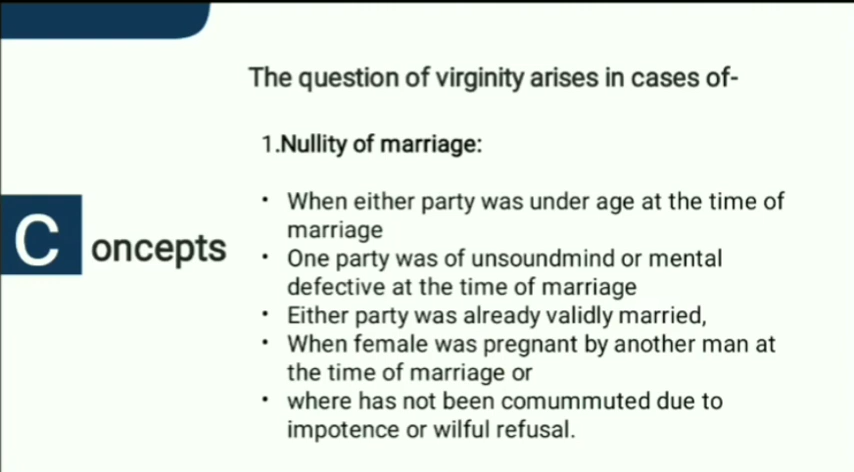 The question of virginity arises in cases of-
1.Nullity of marriage:
• When either party was under age at the time of
marriage
Concepts
• One party was of unsoundmind or mental
defective at the time of marriage
• Either party was already validly married,
• When female was pregnant by another man at
the time of marriage or
• where has not been comummuted due to
impotence or wilful refusal.